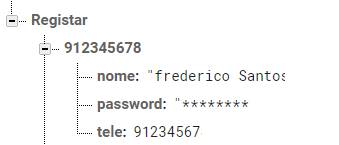 Registar
912345678
nome: "frederico Santos
password: "********
tele: 91234567